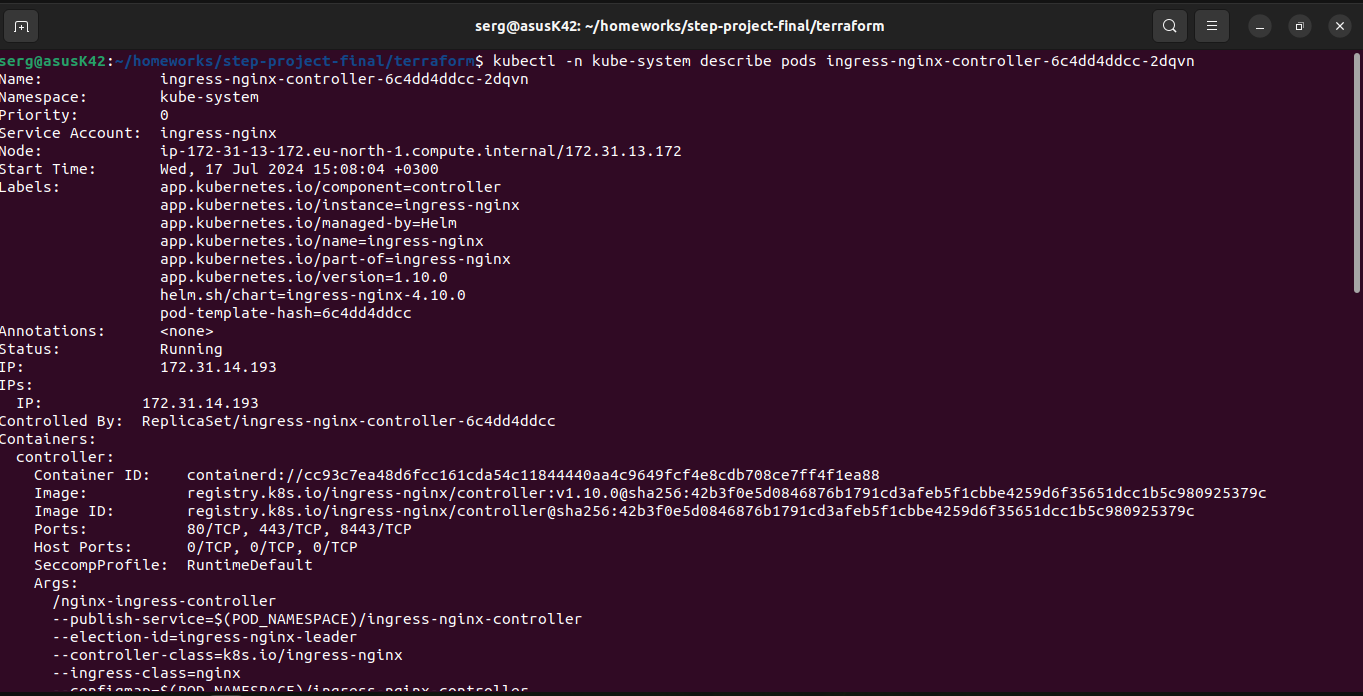 serg@asusK42: ~/homeworks/step-project-final/terraform
serg@asusK42:~/homeworks/step-project-final/terraform$ kubectl -n kube-system describe pods ingress-nginx-controller-6c4dd4ddcc-2dqvn
Name:             ingress-nginx-controller-6c4dd4ddcc-2dqvn
Namespace:        kube-system
Priority:         0
Service Account:  ingress-nginx
Node:             ip-172-31-13-172.eu-north-1.compute.internal/172.31.13.172
Start Time:       Wed, 17 Jul 2024 15:08:04 +0300
Labels:           app.kubernetes.io/component=controller
                  app.kubernetes.io/instance=ingress-nginx
                  app.kubernetes.io/managed-by=Helm
                  app.kubernetes.io/name=ingress-nginx
                  app.kubernetes.io/part-of=ingress-nginx
                  app.kubernetes.io/version=1.10.0
                  helm.sh/chart=ingress-nginx-4.10.0
                  pod-template-hash=6c4dd4ddcc
Annotations:      <none>
Status:           Running
IP:               172.31.14.193
IPs:
  IP:           172.31.14.193
Controlled By:  ReplicaSet/ingress-nginx-controller-6c4dd4ddcc
Containers:
  controller:
    Container ID:    containerd://cc93c7ea48d6fcc161cda54c11844440aa4c9649fcf4e8cdb708ce7ff4f1ea88
    Image:           registry.k8s.io/ingress-nginx/controller:v1.10.0@sha256:42b3f0e5d0846876b1791cd3afeb5f1cbbe4259d6f35651dcc1b5c980925379c
    Image ID:        registry.k8s.io/ingress-nginx/controller@sha256:42b3f0e5d0846876b1791cd3afeb5f1cbbe4259d6f35651dcc1b5c980925379c
    Ports:           80/TCP, 443/TCP, 8443/TCP
    Host Ports:      0/TCP, 0/TCP, 0/TCP
    SeccompProfile:  RuntimeDefault
    Args:
      /nginx-ingress-controller
      --publish-service=$(POD_NAMESPACE)/ingress-nginx-controller
      --election-id=ingress-nginx-leader
      --controller-class=k8s.io/ingress-nginx
      --ingress-class=nginx
      --configmap=$(POD_NAMESPACE)/ingress-nginx-controller